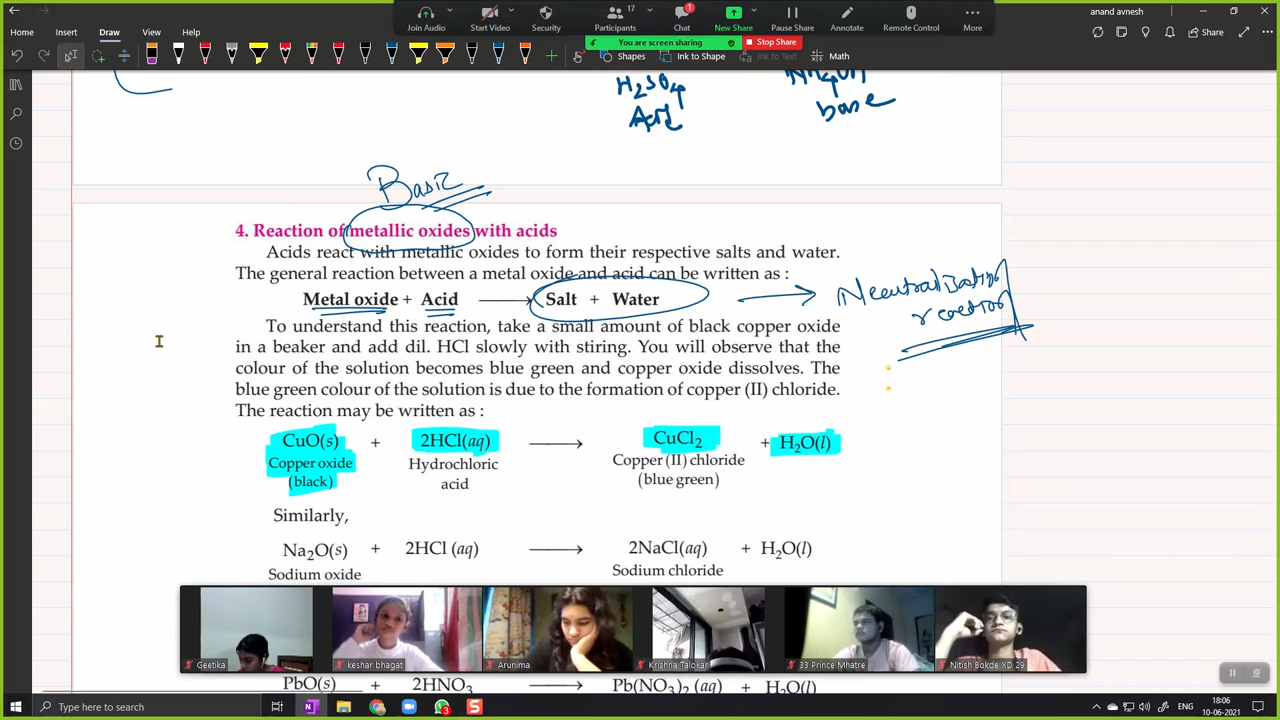 anand avnesh
Join Audio
Start Video
Security
17
Participants
1
Chat
New Share
Pause Share
Annotate
Remote Control
More
You are screen sharing
Stop Share
Home
Insert
Draw
View
Share
Shapes
Ink to Shape
Ink to Text
Math
H2SO4
Acid
NH4OH
base
Basic
4. Reaction of metallic oxides with acids
Acids react with metallic oxides to form their respective salts and water.
The general reaction between a metal oxide and acid can be written as :
Metal oxide + Acid ⟶ Salt + Water
Neutralization
reaction
To understand this reaction, take a small amount of black copper oxide
in a beaker and add dil. HCl slowly with stiring. You will observe that the
colour of the solution becomes blue green and copper oxide dissolves. The
blue green colour of the solution is due to the formation of copper (II) chloride.
The reaction may be written as :
CuO(s) + 2HCl(aq) ⟶ CuCl2 + H2O(l)
Copper oxide Hydrochloric Copper (II) chloride
(black) acid (blue green)
Similarly,
Na2O(s) + 2HCl (aq) ⟶ 2NaCl(aq) + H2O(l)
Sodium oxide Sodium chloride
Geetika
keshar bhagat
Arunima
Krishna Talokar
33 Prince Mhatre
Nitish Bokde XD 29
PbO(s) + 2HNO3 ⟶ Pb(NO3)2 (aq) + H2O(l)
Type here to search
3
ENG
18:06
10-06-2021